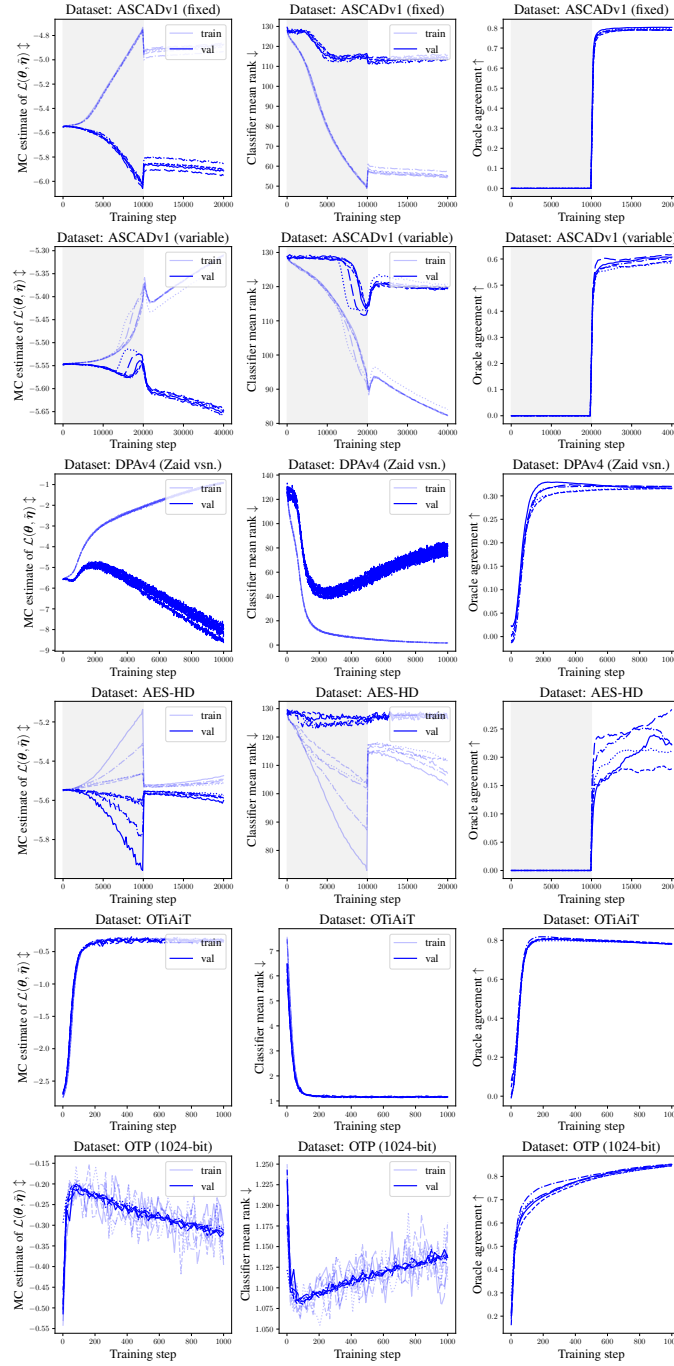 Dataset: ASCADv1 (fixed)
MC estimate of ℒ(θ, η̃) ↕
−4.8
−5.0
−5.2
−5.4
−5.6
−5.8
−6.0
0 5000 10000 15000 20000
Training step
train
val
Dataset: ASCADv1 (fixed)
Classifier mean rank ↓
130
120
110
100
90
80
70
60
50
0 5000 10000 15000 20000
Training step
train
val
Dataset: ASCADv1 (fixed)
Oracle agreement ↑
0.8
0.7
0.6
0.5
0.4
0.3
0.2
0.1
0.0
0 5000 10000 15000 20000
Training step
Dataset: ASCADv1 (variable)
MC estimate of ℒ(θ, η̃) ↕
−5.30
−5.35
−5.40
−5.45
−5.50
−5.55
−5.60
−5.65
0 10000 20000 30000 40000
Training step
train
val
Dataset: ASCADv1 (variable)
Classifier mean rank ↓
130
120
110
100
90
80
0 10000 20000 30000 40000
Training step
train
val
Dataset: ASCADv1 (variable)
Oracle agreement ↑
0.6
0.5
0.4
0.3
0.2
0.1
0.0
0 10000 20000 30000 40000
Training step
Dataset: DPAv4 (Zaid vsn.)
MC estimate of ℒ(θ, η̃) ↕
−1
−2
−3
−4
−5
−6
−7
−8
−9
0 2000 4000 6000 8000 10000
Training step
train
val
Dataset: DPAv4 (Zaid vsn.)
Classifier mean rank ↓
140
120
100
80
60
40
20
0
0 2000 4000 6000 8000 10000
Training step
train
val
Dataset: DPAv4 (Zaid vsn.)
Oracle agreement ↑
0.30
0.25
0.20
0.15
0.10
0.05
0.00
0 2000 4000 6000 8000 10000
Training step
Dataset: AES-HD
MC estimate of ℒ(θ, η̃) ↕
−5.2
−5.4
−5.6
−5.8
0 5000 10000 15000 20000
Training step
train
val
Dataset: AES-HD
Classifier mean rank ↓
130
120
110
100
90
80
0 5000 10000 15000 20000
Training step
train
val
Dataset: AES-HD
Oracle agreement ↑
0.25
0.20
0.15
0.10
0.05
0.00
0 5000 10000 15000 20000
Training step
Dataset: OTiAiT
MC estimate of ℒ(θ, η̃) ↕
−0.5
−1.0
−1.5
−2.0
−2.5
0 200 400 600 800 1000
Training step
train
val
Dataset: OTiAiT
Classifier mean rank ↓
7
6
5
4
3
2
1
0 200 400 600 800 1000
Training step
train
val
Dataset: OTiAiT
Oracle agreement ↑
0.8
0.6
0.4
0.2
0.0
0 200 400 600 800 1000
Training step
Dataset: OTP (1024-bit)
MC estimate of ℒ(θ, η̃) ↕
−0.15
−0.20
−0.25
−0.30
−0.35
−0.40
−0.45
−0.50
−0.55
0 200 400 600 800 1000
Training step
train
val
Dataset: OTP (1024-bit)
Classifier mean rank ↓
1.250
1.225
1.200
1.175
1.150
1.125
1.100
1.075
1.050
0 200 400 600 800 1000
Training step
train
val
Dataset: OTP (1024-bit)
Oracle agreement ↑
0.8
0.7
0.6
0.5
0.4
0.3
0.2
0 200 400 600 800 1000
Training step